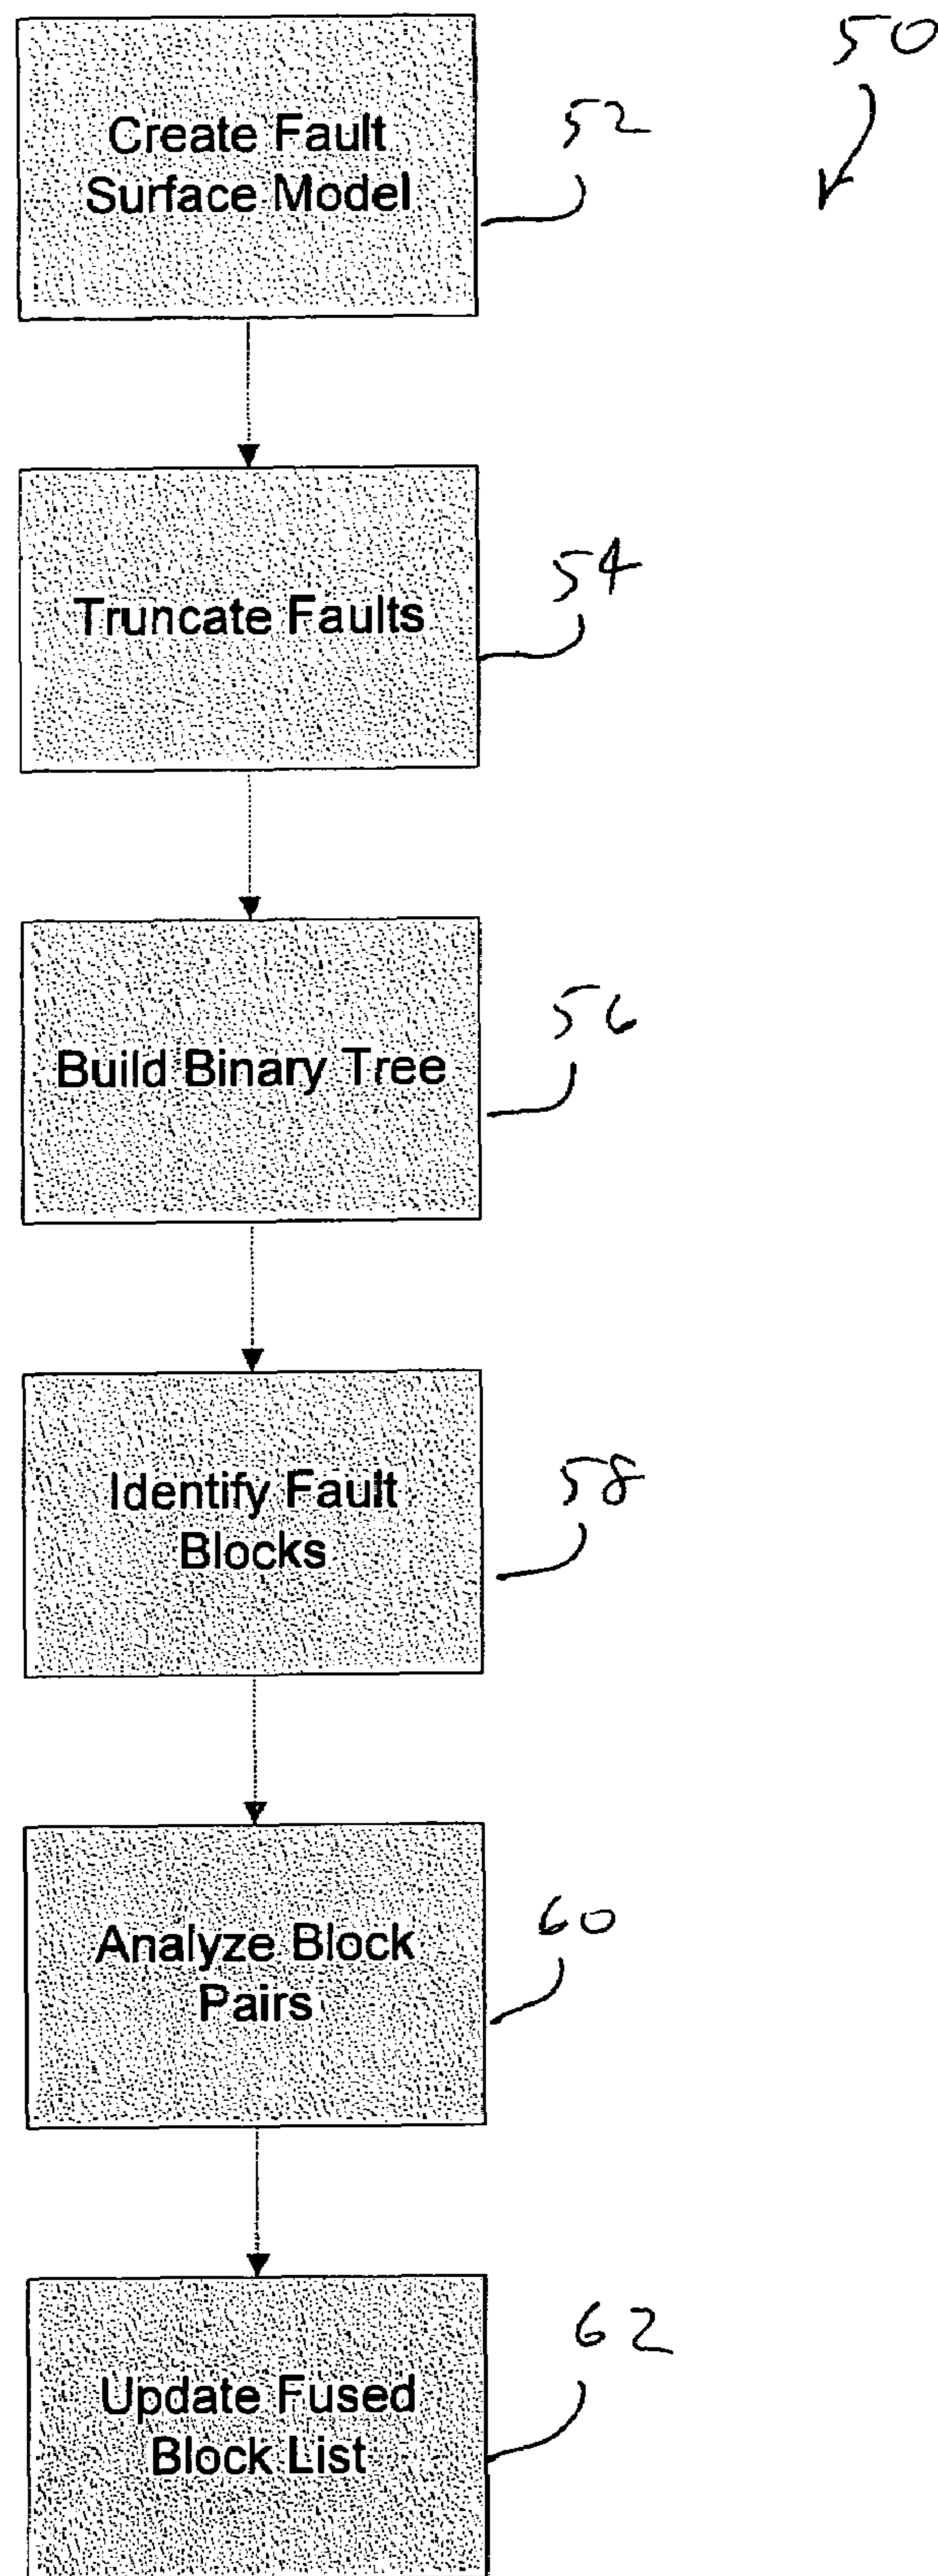 50
Create Fault
Surface Model
52
Truncate Faults
54
Build Binary Tree
56
Identify Fault
Blocks
58
Analyze Block
Pairs
60
Update Fused
Block List
62